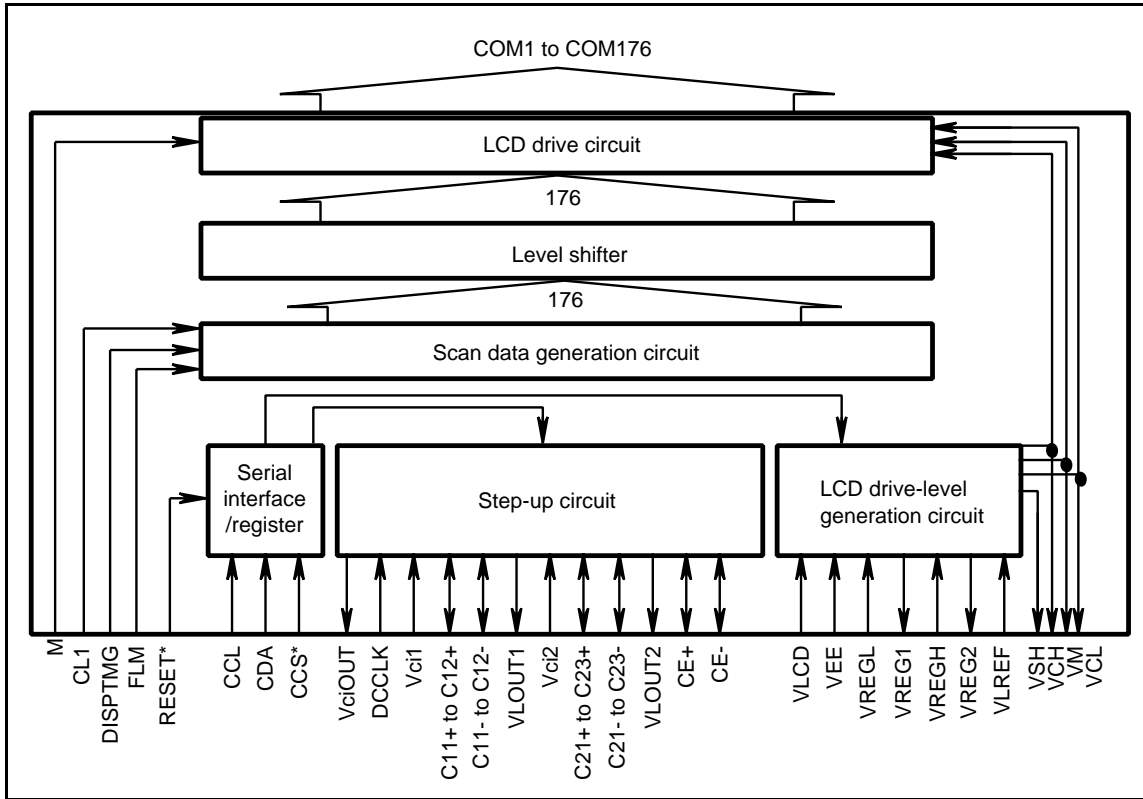 COM1 to COM176
LCD drive circuit
176
Level shifter
176
Scan data generation circuit
Serial
interface
/register
Step-up circuit
LCD drive-level
generation circuit
M
CL1
DISPTMG
FLM
RESET*
CCL
CDA
CCS*
VciOUT
DCCLK
Vci1
C11+ to C12+
C11- to C12-
VLOUT1
Vci2
C21+ to C23+
C21- to C23-
VLOUT2
CE+
CE-
VLCD
VEE
VREGL
VREG1
VREGH
VREG2
VLREF
VSH
VCH
VM
VCL